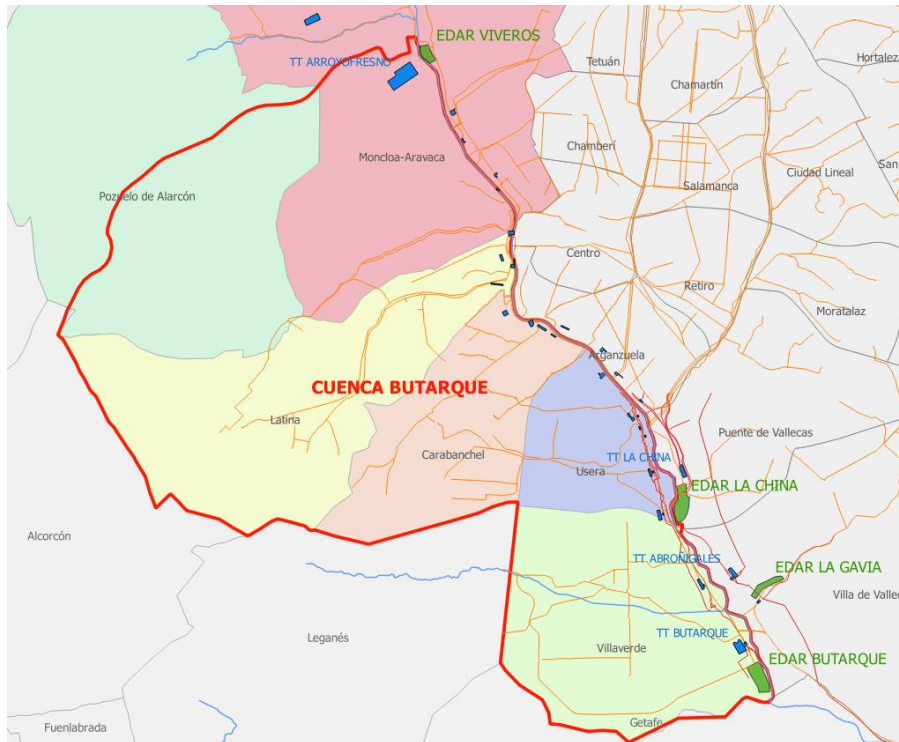 EDAR VIVEROS
Hortaleza
TT ARROYOFRESNO
Tetuán
Chamartín
Chamberí
Moncloa-Aravaca
Ciudad Lineal
San
Salamanca
Pozuelo de Alarcón
Centro
Retiro
Moratalaz
Arganzuela
CUENCA BUTARQUE
Latina
Puente de Vallecas
Carabanchel
TT LA CHINA
Usera
EDAR LA CHINA
Alcorcón
TT ABROÑIGALES
EDAR LA GAVIA
Villa de Vallec
Leganés
TT BUTARQUE
Villaverde
EDAR BUTARQUE
Getafe
Fuenlabrada